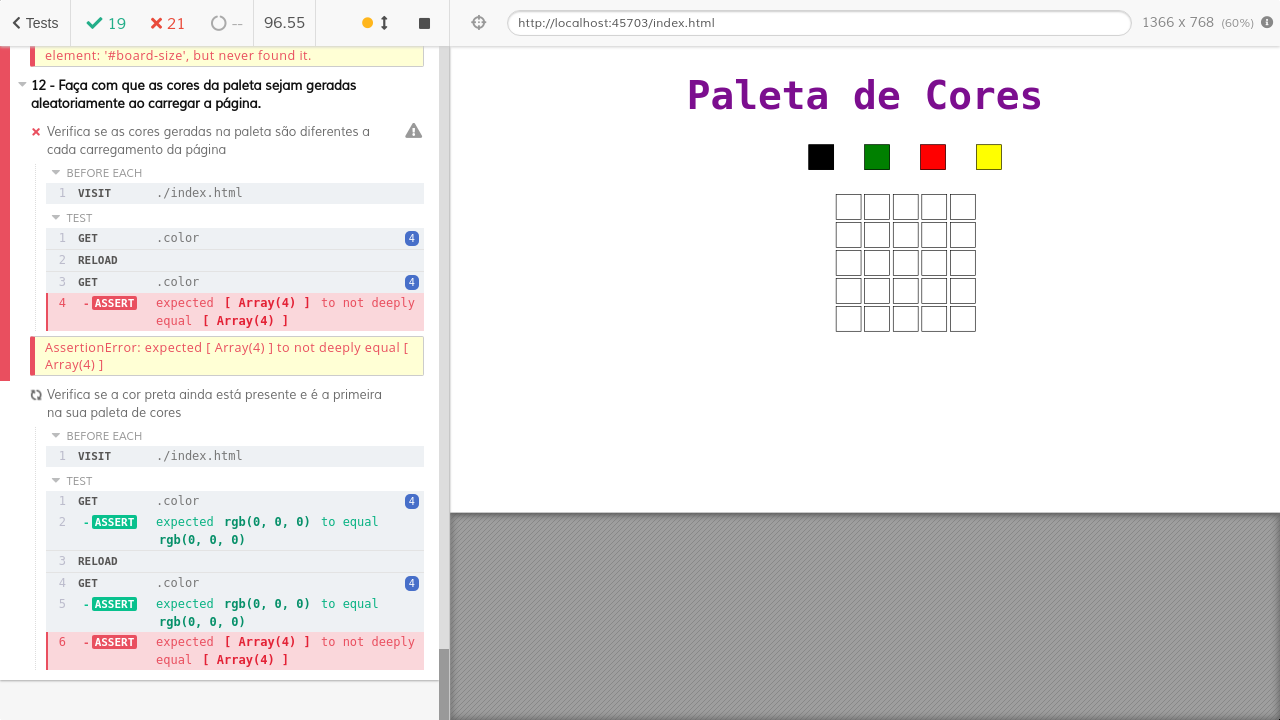 Tests
19
21
--
96.55
http://localhost:45703/index.html
1366 x 768 (60%)
element: '#board-size', but never found it.
12 - Faça com que as cores da paleta sejam geradas
aleatoriamente ao carregar a página.
Verifica se as cores geradas na paleta são diferentes a
cada carregamento da página
BEFORE EACH
1 VISIT ./index.html
TEST
1 GET .color 4
2 RELOAD
3 GET .color 4
4 -ASSERT expected [ Array(4) ] to not deeply
equal [ Array(4) ]
AssertionError: expected [ Array(4) ] to not deeply equal [
Array(4) ]
Verifica se a cor preta ainda está presente e é a primeira
na sua paleta de cores
BEFORE EACH
1 VISIT ./index.html
TEST
1 GET .color 4
2 -ASSERT expected rgb(0, 0, 0) to equal
rgb(0, 0, 0)
3 RELOAD
4 GET .color 4
5 -ASSERT expected rgb(0, 0, 0) to equal
rgb(0, 0, 0)
6 -ASSERT expected [ Array(4) ] to not deeply
equal [ Array(4) ]
Paleta de Cores